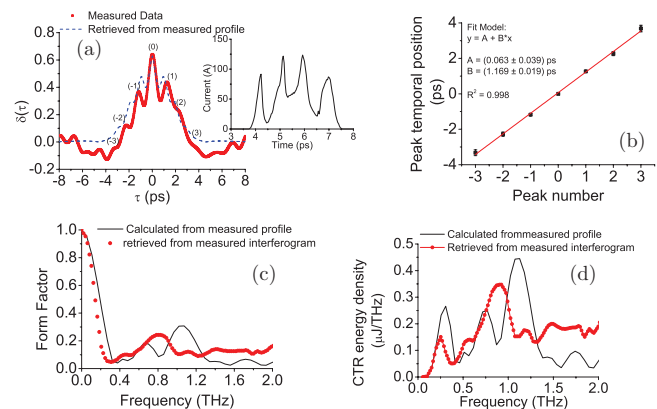 Measured Data
Retrieved from measured profile
(a)
(0)
(-1)
(1)
(-2)
(2)
(-3)
(3)
δ(τ)
0.8
0.6
0.4
0.2
0.0
-0.2
-8 -6 -4 -2 0 2 4 6 8
τ (ps)
Current (A)
150
100
50
0
3 4 5 6 7 8
Time (ps)
Fit Model:
y = A + B*x
A = (0.063 ± 0.039) ps
B = (1.169 ± 0.019) ps
R² = 0.998
(b)
Peak temporal position
(ps)
4
2
0
-2
-4
-3 -2 -1 0 1 2 3
Peak number
Calculated from measured profile
retrieved from measured interferogram
(c)
Form Factor
1.0
0.8
0.6
0.4
0.2
0.0
0.0 0.4 0.8 1.2 1.6 2.0
Frequency (THz)
Calculated frommeasured profile
Retrieved from measured interferogram
(d)
CTR energy density
(μJ/THz)
0.5
0.4
0.3
0.2
0.1
0.0
0.0 0.5 1.0 1.5 2.0
Frequency (THz)